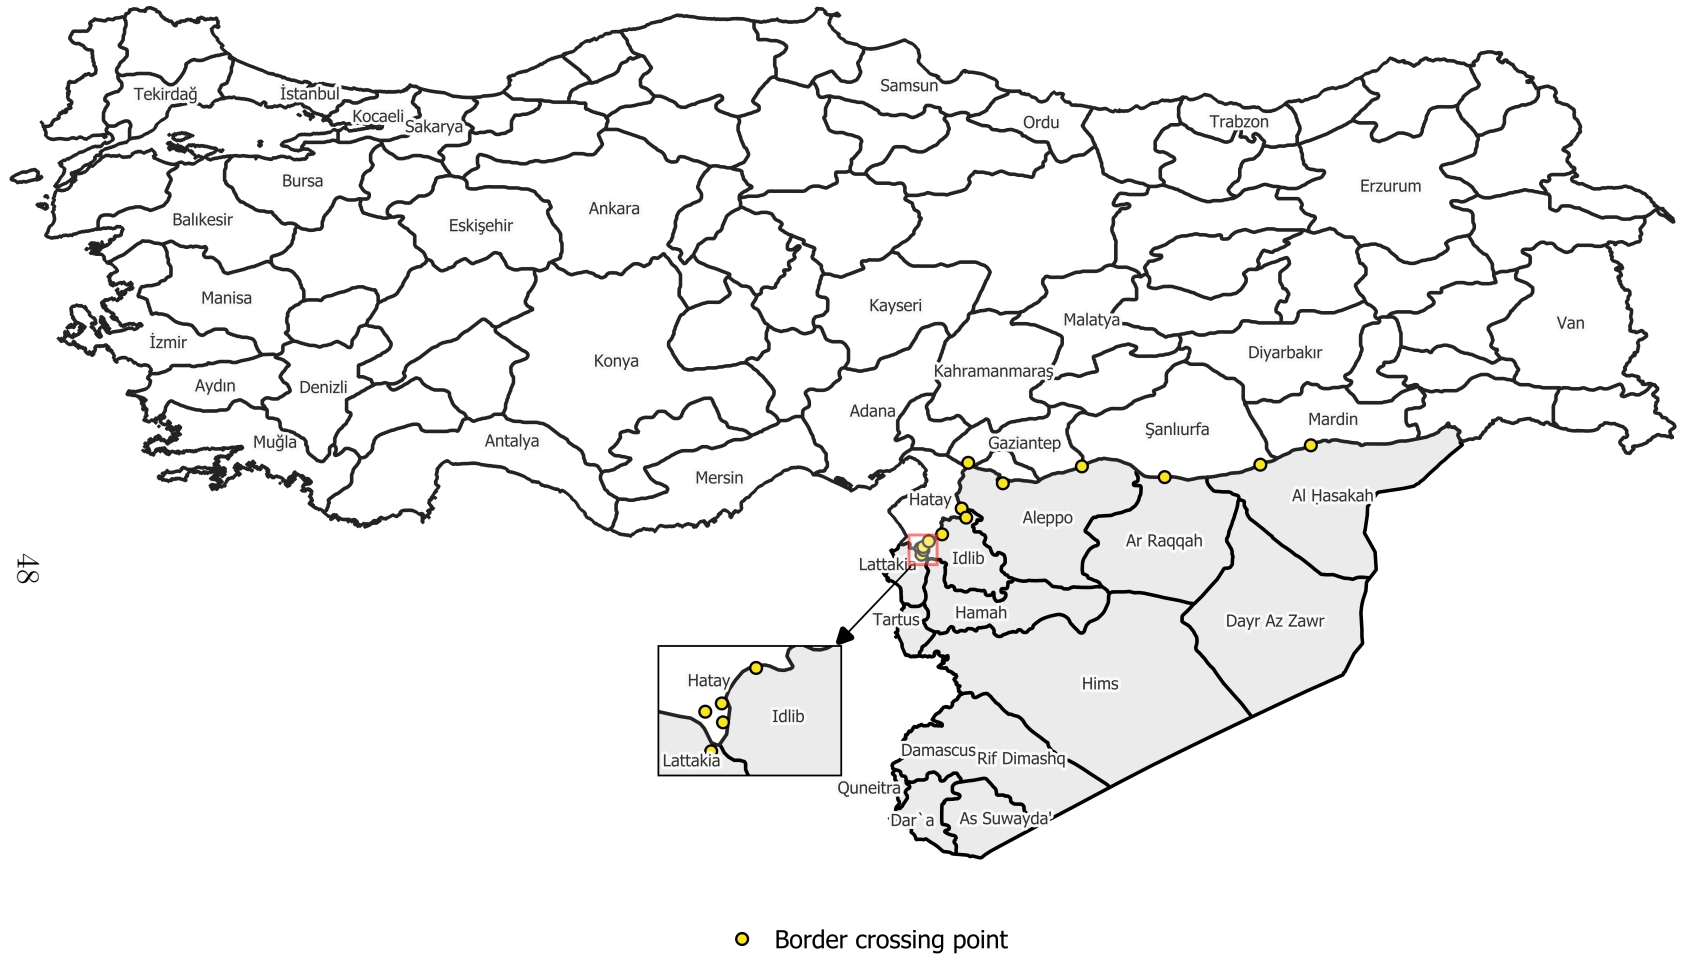 Samsun
Tekirdağ
İstanbul
Kocaeli
Sakarya
Ordu
Trabzon
Bursa
Erzurum
Balıkesir
Eskişehir
Ankara
Manisa
Kayseri
Malatya
Van
İzmir
Konya
Diyarbakır
Aydın
Denizli
Kahramanmaraş
Adana
Mardin
Muğla
Antalya
Gaziantep
Şanlıurfa
Mersin
Hatay
Aleppo
Al Ḥasakah
Ar Raqqah
Idlib
Lattakia
Hamah
Tartus
Dayr Az Zawr
Hims
Damascus
Rif Dimashq
Quneitra
Dar`a
As Suwayda'
Hatay
Idlib
Lattakia
48
Border crossing point